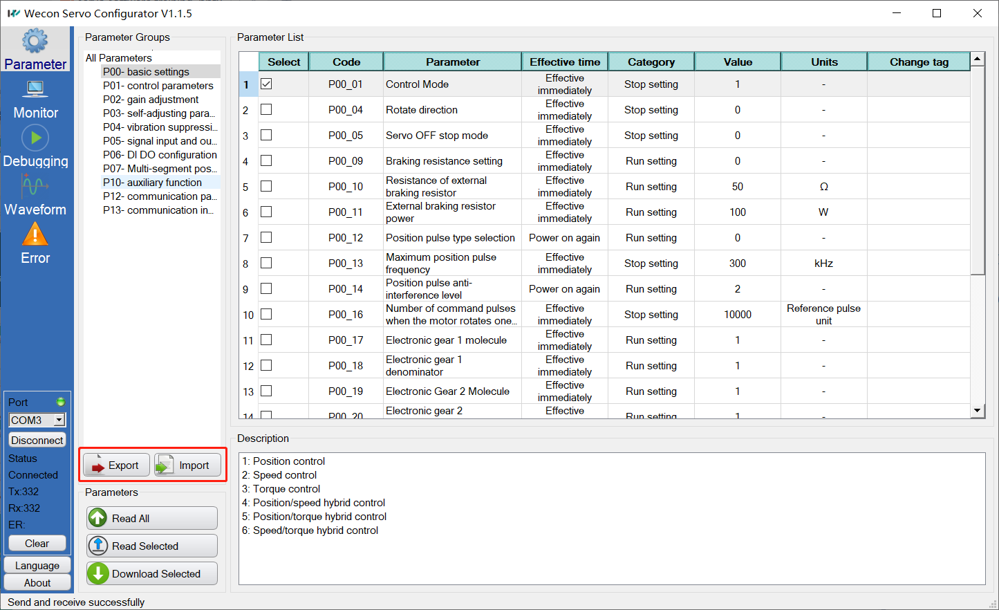 Wecon Servo Configurator V1.1.5
Parameter
Monitor
Debugging
Waveform
Error
Port
COM3
Disconnect
Status
Connected
Tx:332
Rx:332
ER:
Clear
Language
About
Parameter Groups
All Parameters
P00- basic settings
P01- control parameters
P02- gain adjustment
P03- self-adjusting para...
P04- vibration suppressi...
P05- signal input and ou...
P06- DI DO configuration
P07- Multi-segment pos...
P10- auxiliary function
P12- communication pa...
P13- communication in...
Export Import
Parameters
Read All
Read Selected
Download Selected
Parameter List
Select Code Parameter Effective time Category Value Units Change tag
1 P00_01 Control Mode Effective immediately Stop setting 1 -
2 P00_04 Rotate direction Effective immediately Stop setting 0 -
3 P00_05 Servo OFF stop mode Effective immediately Stop setting 0 -
4 P00_09 Braking resistance setting Effective immediately Run setting 0 -
5 P00_10 Resistance of external braking resistor Effective immediately Run setting 50 Ω
6 P00_11 External braking resistor power Effective immediately Run setting 100 W
7 P00_12 Position pulse type selection Power on again Run setting 0 -
8 P00_13 Maximum position pulse frequency Effective immediately Stop setting 300 kHz
9 P00_14 Position pulse anti-interference level Power on again Run setting 2 -
10 P00_16 Number of command pulses when the motor rotates one... Effective immediately Stop setting 10000 Reference pulse unit
11 P00_17 Electronic gear 1 molecule Effective immediately Run setting 1 -
12 P00_18 Electronic gear 1 denominator Effective immediately Run setting 1 -
13 P00_19 Electronic Gear 2 Molecule Effective immediately Run setting 1 -
14 P00_20 Electronic gear 2 Effective Run setting 1 -
Description
1: Position control
2: Speed control
3: Torque control
4: Position/speed hybrid control
5: Position/torque hybrid control
6: Speed/torque hybrid control
Send and receive successfully